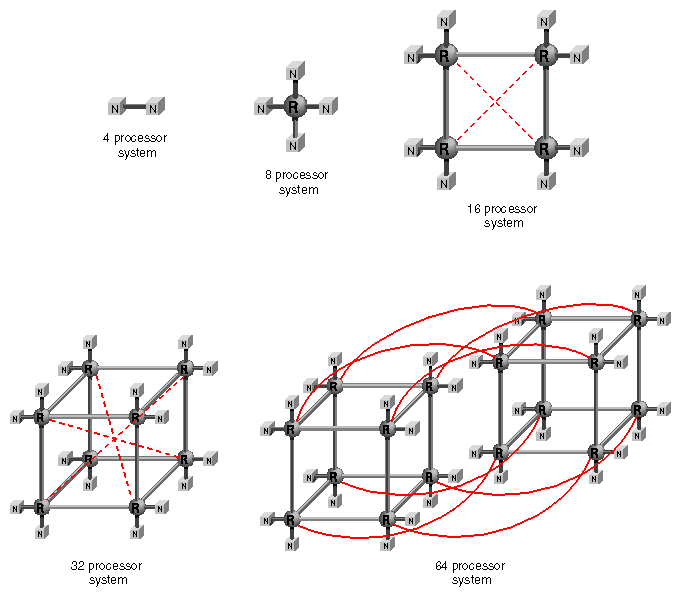 N N
4 processor
system
N
N R N
N
8 processor
system
N N
N R R N
N R R N
N N
16 processor
system
N N
N R R N
N N
N R R N
N R R N
N N
N R R N
N N
32 processor
system
N N
N R R N
N R R N
R R N
N R R N
N N
N N
N R R N
N N
R R N
R R N
R R N
N N
64 processor
system